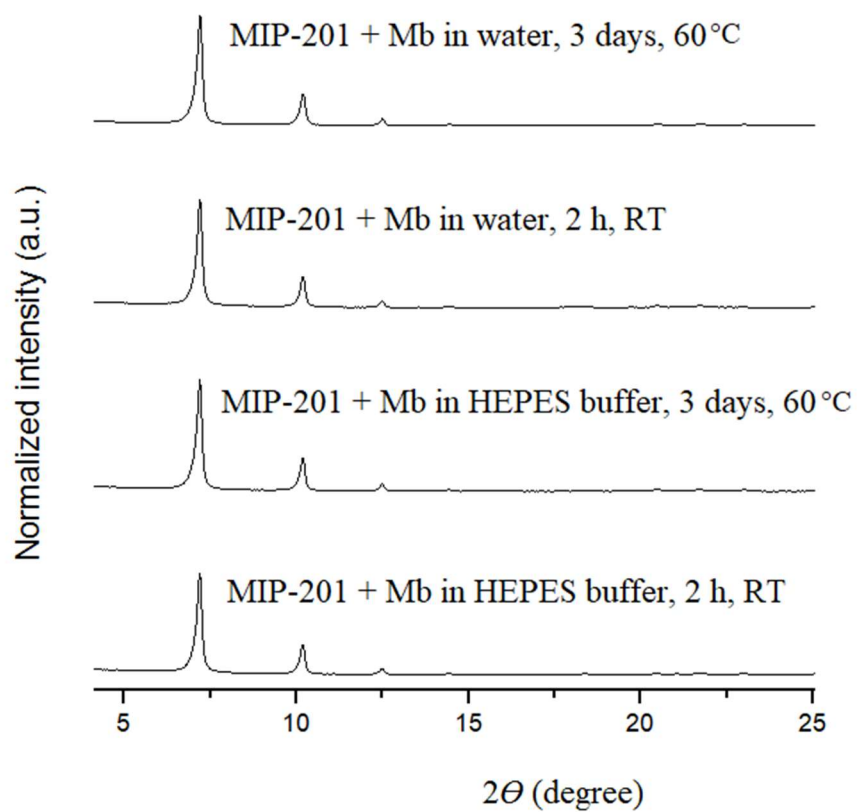 MIP-201 + Mb in water, 3 days, 60°C
MIP-201 + Mb in water, 2 h, RT
Normalized intensity (a.u.)
MIP-201 + Mb in HEPES buffer, 3 days, 60°C
MIP-201 + Mb in HEPES buffer, 2 h, RT
5 10 15 20 25
2ϴ (degree)